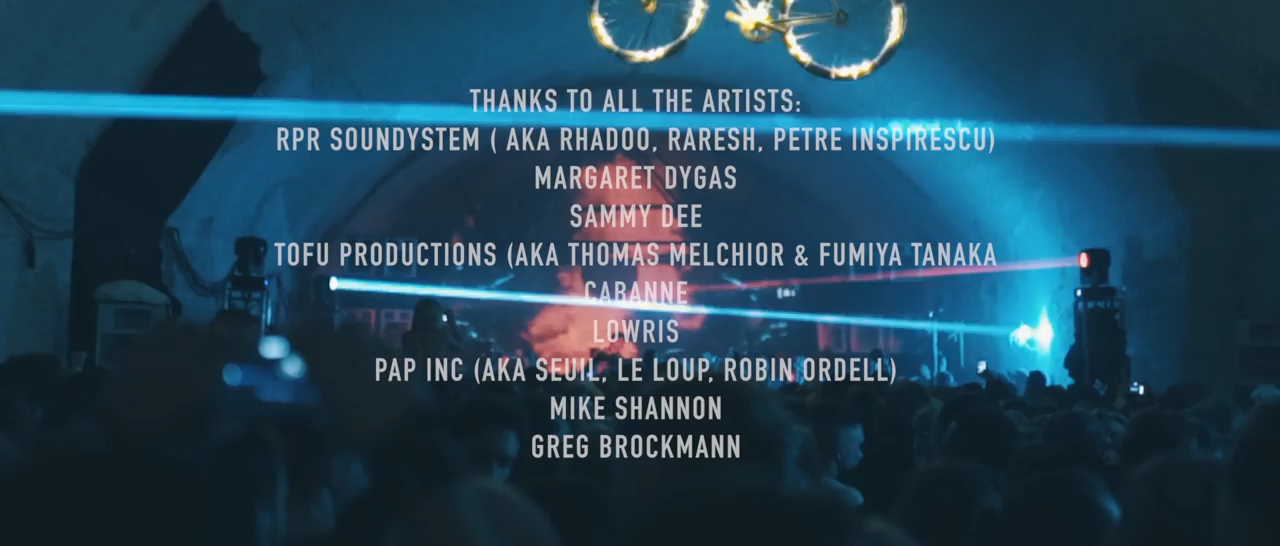 THANKS TO ALL THE ARTISTS:
RPR SOUNDYSTEM ( AKA RHADOO, RARESH, PETRE INSPIRESCU)
MARGARET DYGAS
SAMMY DEE
TOFU PRODUCTIONS (AKA THOMAS MELCHIOR & FUMIYA TANAKA
CABANNE
LOWRIS
PAP INC (AKA SEUIL, LE LOUP, ROBIN ORDELL)
MIKE SHANNON
GREG BROCKMANN